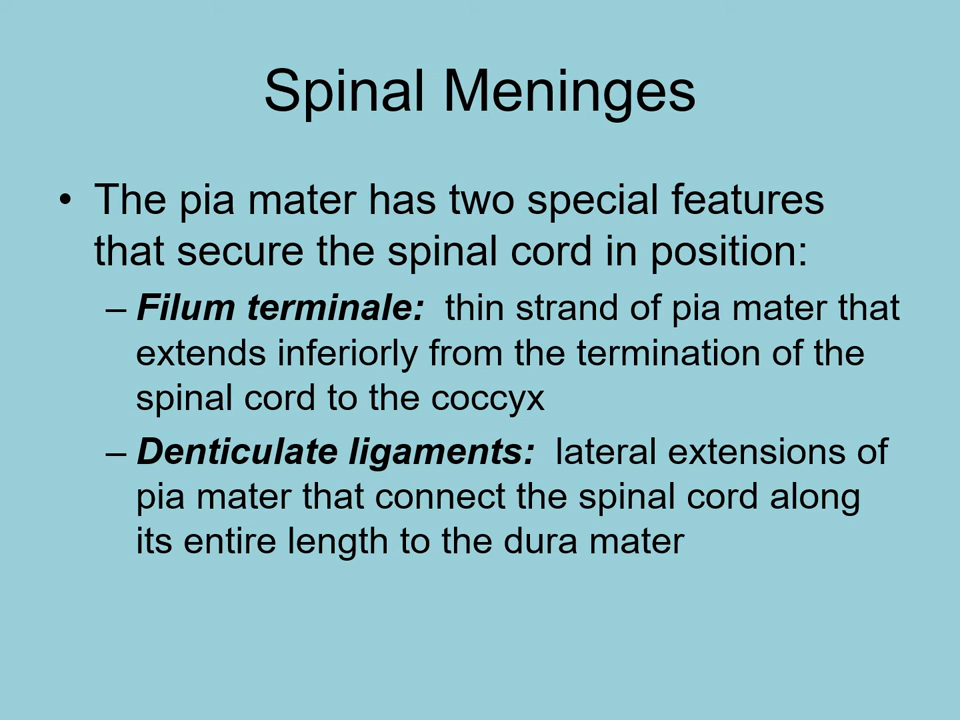 Spinal Meninges
• The pia mater has two special features
that secure the spinal cord in position:
– Filum terminale:  thin strand of pia mater that
extends inferiorly from the termination of the
spinal cord to the coccyx
– Denticulate ligaments:  lateral extensions of
pia mater that connect the spinal cord along
its entire length to the dura mater